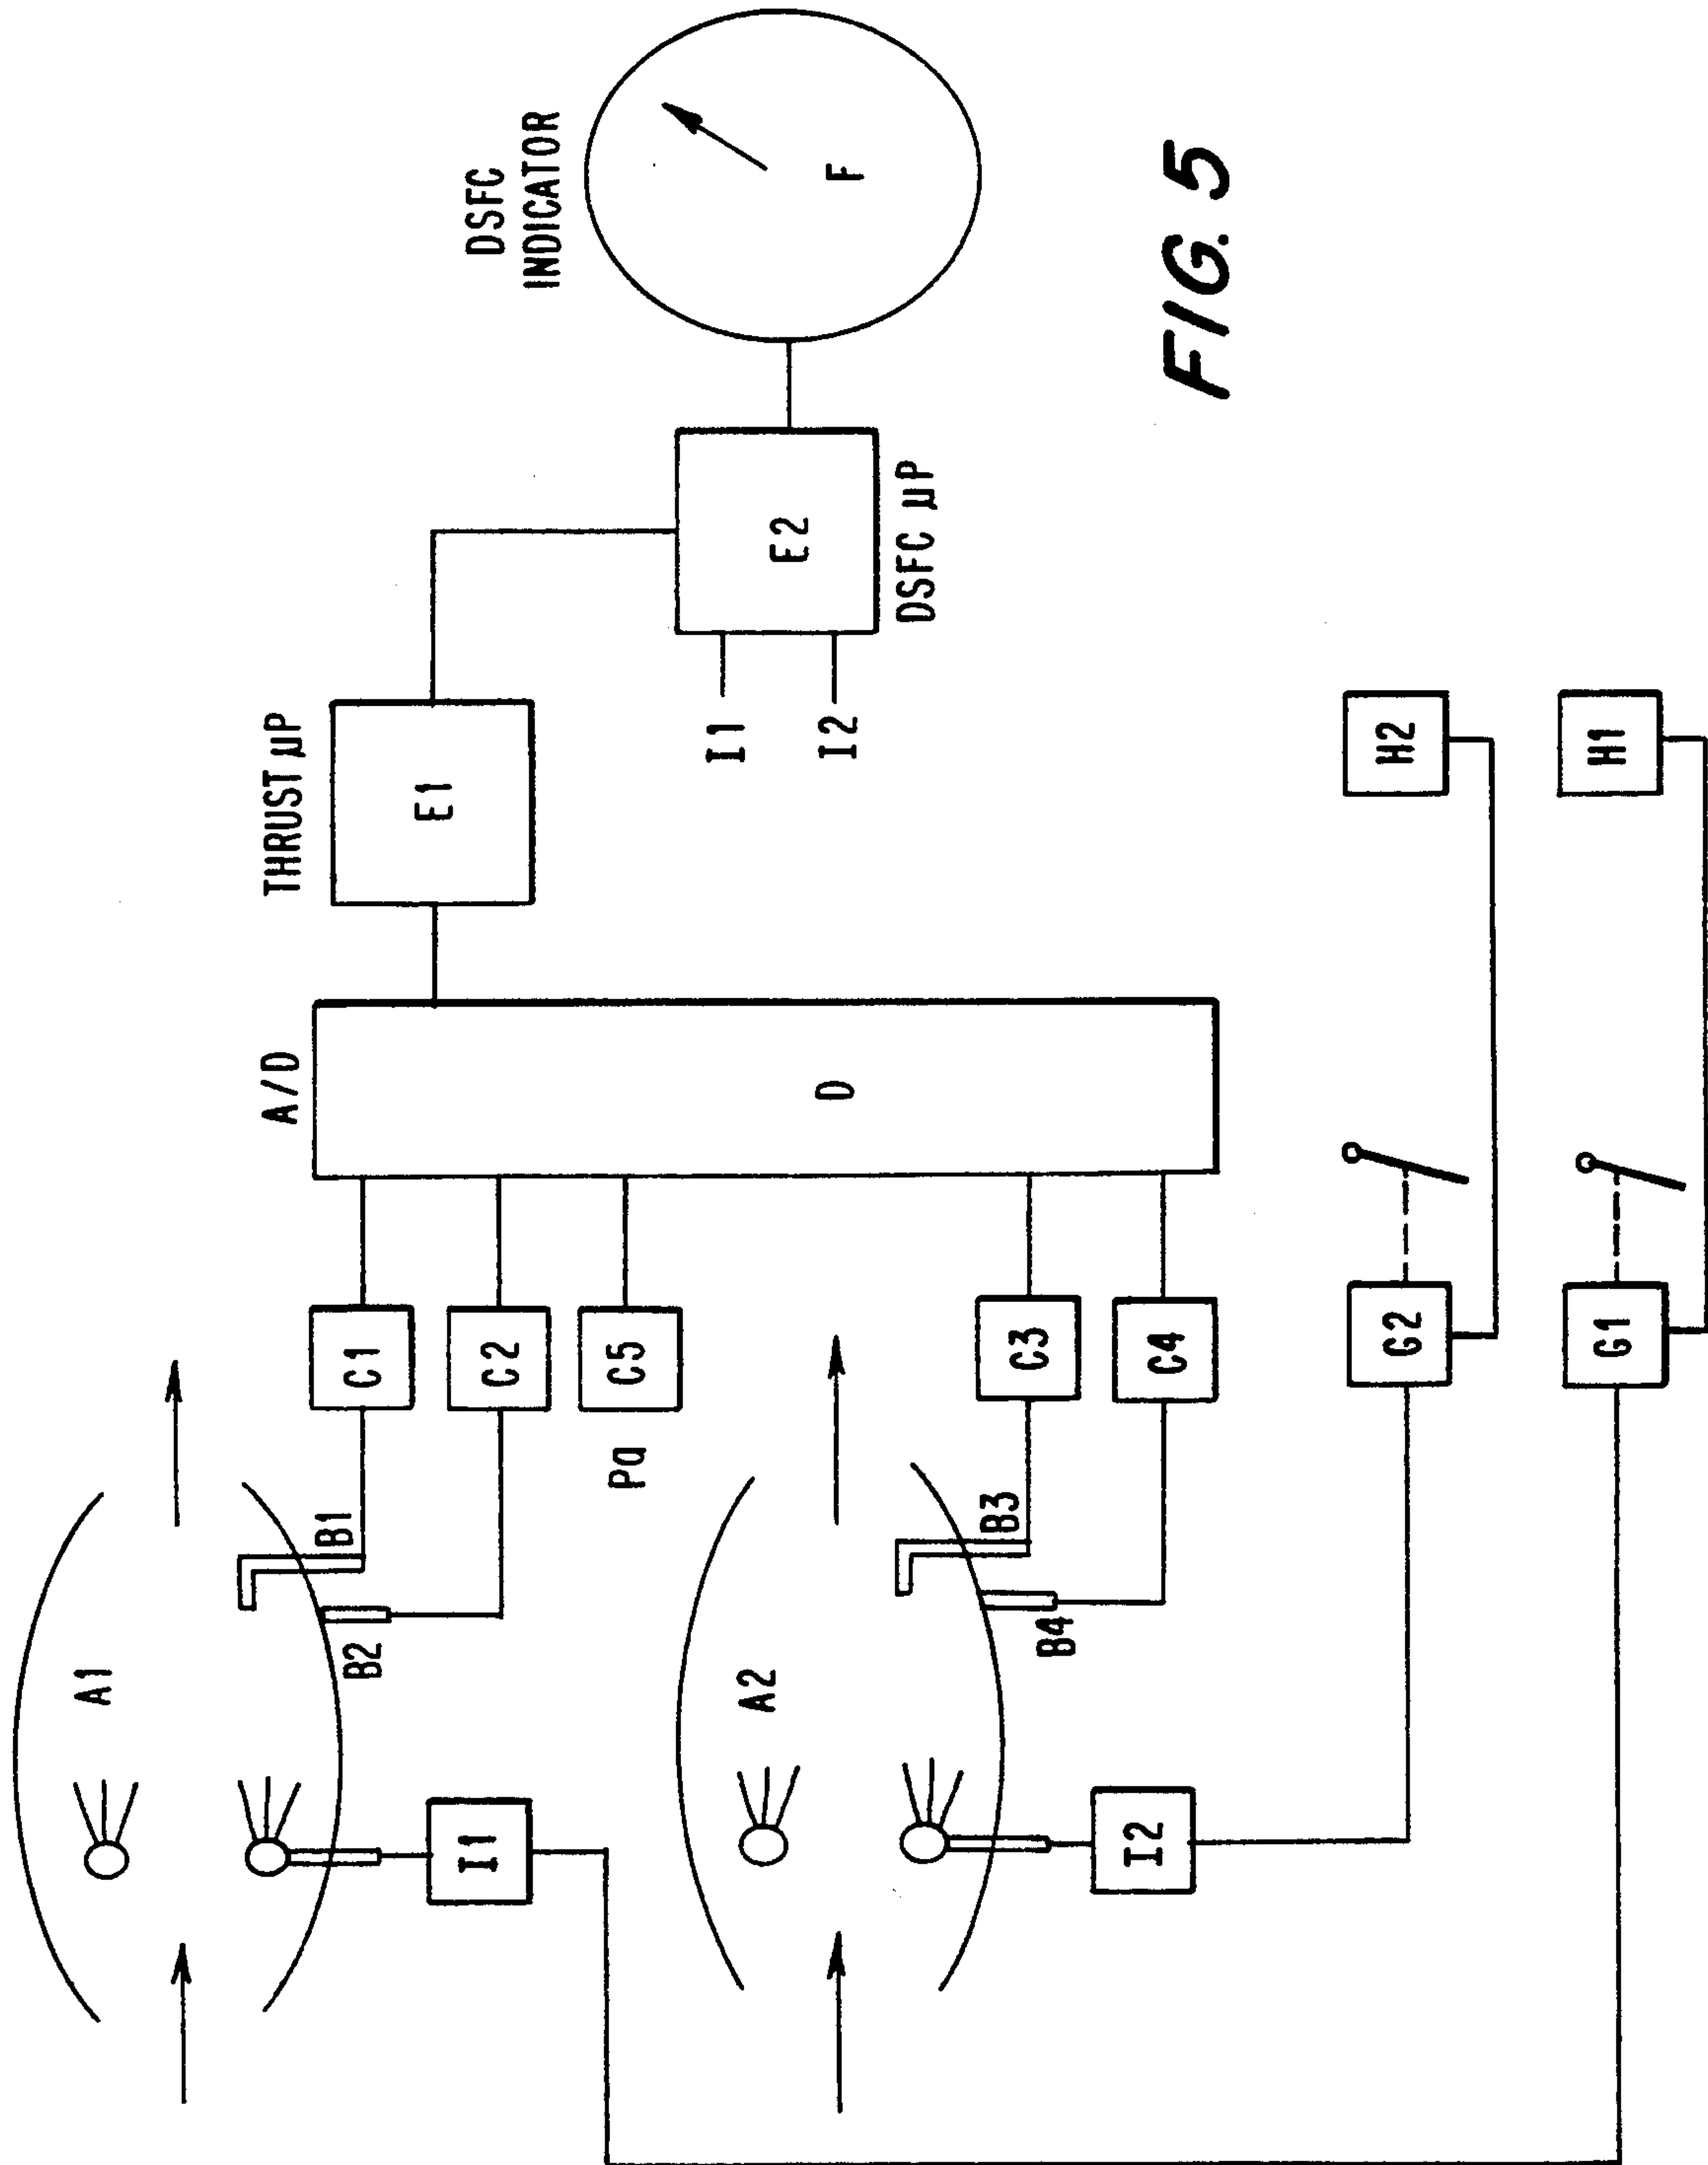 A1
B1
B2
C1
C2
C5
Pa
I1
A2
B3
B4
C3
C4
I2
A/D
D
THRUST µP
E1
I1
I2
E2
DSFC µP
DSFC
INDICATOR
F
G2
H2
G1
H1
FIG. 5